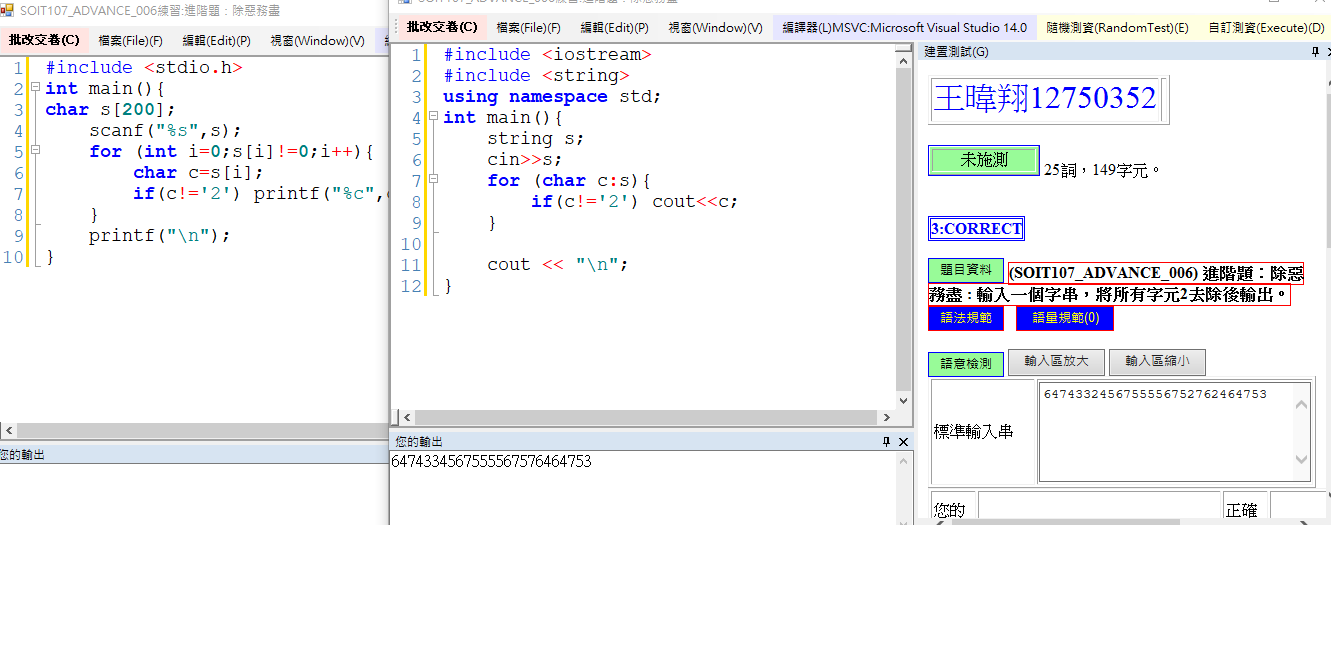 SOIT107_ADVANCE_006練習:進階題：除惡務盡
批改交卷(C) 檔案(File)(F) 編輯(Edit)(P) 視窗(Window)(V)
1 #include <stdio.h>
2 int main(){
3 char s[200];
4 scanf("%s",s);
5 for (int i=0;s[i]!=0;i++){
6 char c=s[i];
7 if(c!='2') printf("%c",
8 }
9 printf("\n");
10 }
您的輸出
批改交卷(C) 檔案(File)(F) 編輯(Edit)(P) 視窗(Window)(V) 編譯器(L)MSVC:Microsoft Visual Studio 14.0 隨機測資(RandomTest)(E) 自訂測資(Execute)(D)
1 #include <iostream>
2 #include <string>
3 using namespace std;
4 int main(){
5 string s;
6 cin>>s;
7 for (char c:s){
8 if(c!='2') cout<<c;
9 }
10
11 cout << "\n";
12 }
您的輸出
6474334567555567576464753
建置測試(G)
王暐翔12750352
未施測 25詞，149字元。
3:CORRECT
題目資料 (SOIT107_ADVANCE_006) 進階題：除惡
務盡 : 輸入一個字串，將所有字元2去除後輸出。
語法規範 語量規範(0)
語意檢測 輸入區放大 輸入區縮小
標準輸入串
64743324567555567527624​64753
您的 正確